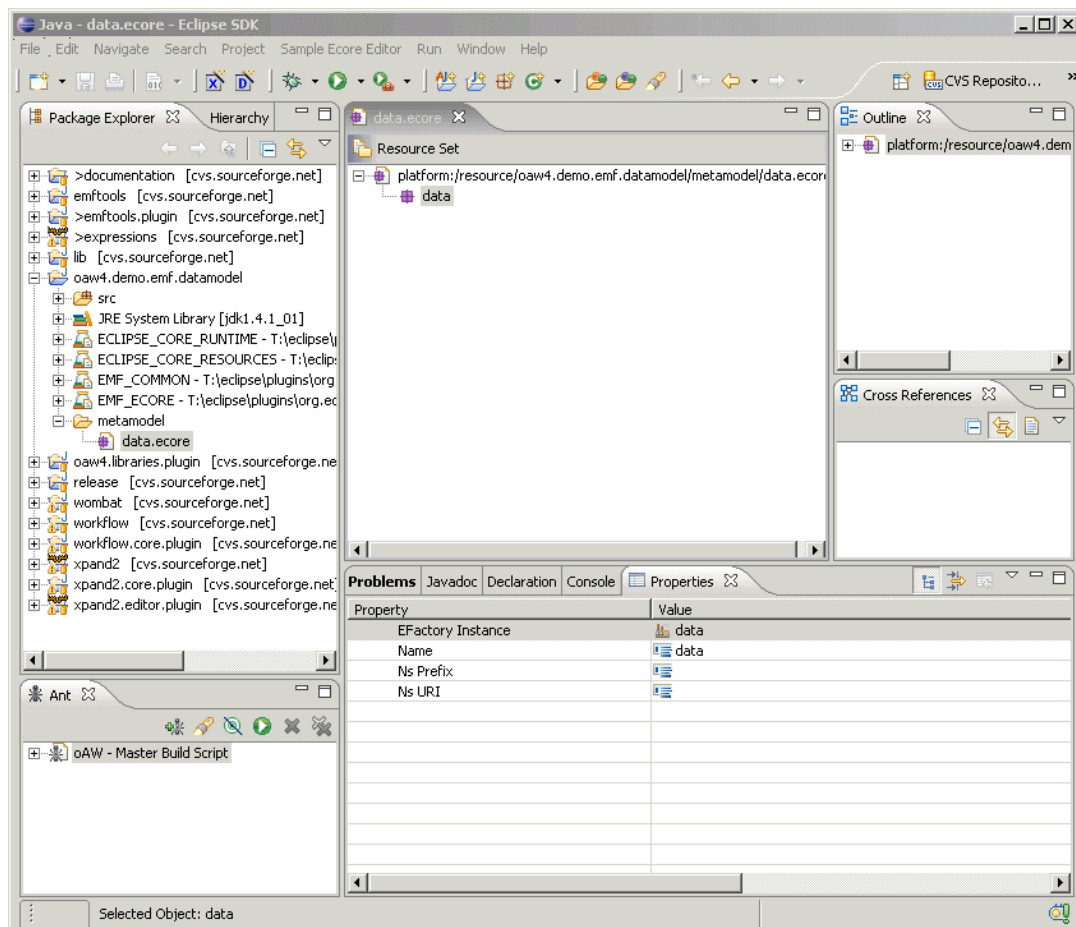 Java - data.ecore - Eclipse SDK
File Edit Navigate Search Project Sample Ecore Editor Run Window Help
CVS Reposito... »
Package Explorer Hierarchy
data.ecore
Outline
Resource Set
platform:/resource/oaw4.dem
platform:/resource/oaw4.demo.emf.datamodel/metamodel/data.ecor
data
>documentation [cvs.sourceforge.net]
emftools [cvs.sourceforge.net]
>emftools.plugin [cvs.sourceforge.net]
>expressions [cvs.sourceforge.net]
lib [cvs.sourceforge.net]
oaw4.demo.emf.datamodel
src
JRE System Library [jdk1.4.1_01]
ECLIPSE_CORE_RUNTIME - T:\eclipse\
ECLIPSE_CORE_RESOURCES - T:\eclip
EMF_COMMON - T:\eclipse\plugins\org
EMF_ECORE - T:\eclipse\plugins\org.ec
metamodel
data.ecore
oaw4.libraries.plugin [cvs.sourceforge.ne
release [cvs.sourceforge.net]
wombat [cvs.sourceforge.net]
workflow [cvs.sourceforge.net]
workflow.core.plugin [cvs.sourceforge.ne
xpand2 [cvs.sourceforge.net]
xpand2.core.plugin [cvs.sourceforge.net
xpand2.editor.plugin [cvs.sourceforge.ne
Cross References
Problems Javadoc Declaration Console Properties
Property Value
EFactory Instance data
Name data
Ns Prefix
Ns URI
Ant
oAW - Master Build Script
Selected Object: data